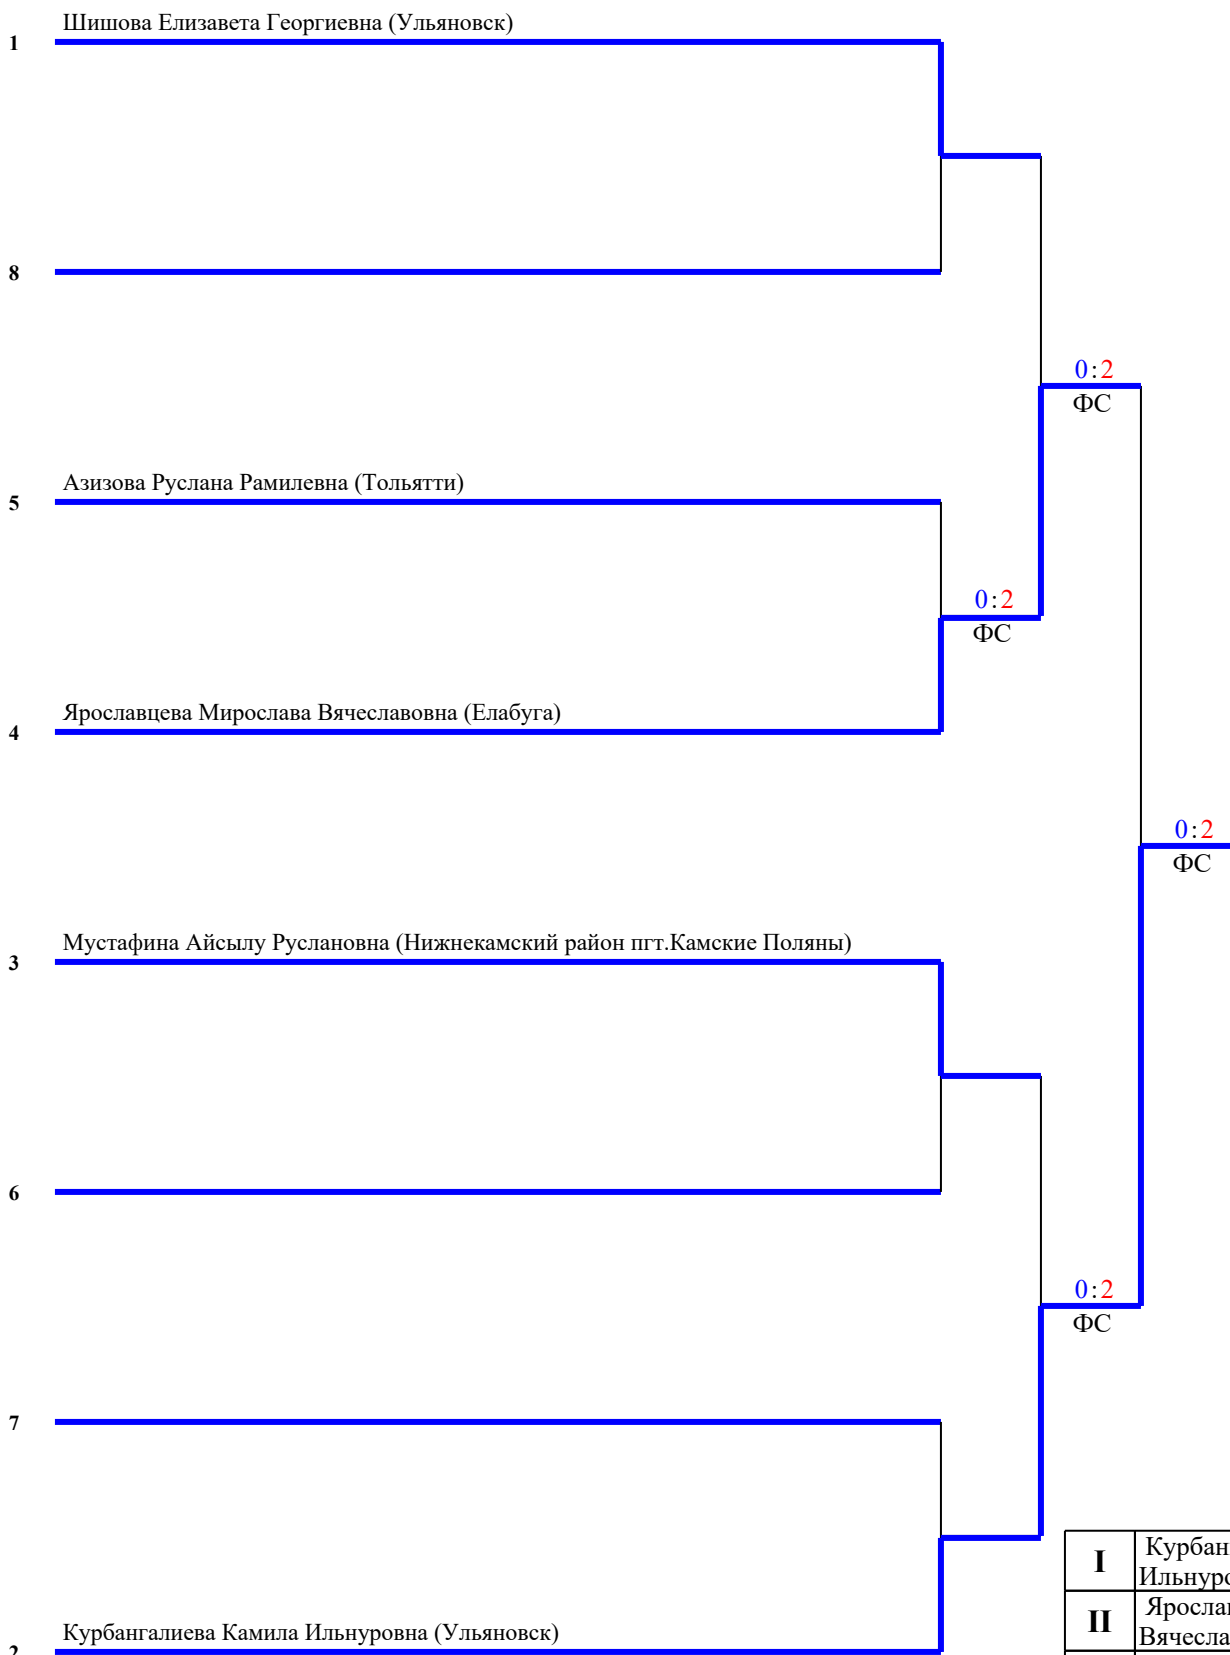 Шишова Елизавета Георгиевна (Ульяновск)
1
8
0:2
ФС
Азизова Руслана Рамилевна (Тольятти)
5
0:2
ФС
Ярославцева Мирослава Вячеславовна (Елабуга)
4
0:2
ФС
Мустафина Айсылу Руслановна (Нижнекамский район пгт.Камские Поляны)
3
6
0:2
ФС
7
I
II
Курбангалиева Камила Ильнуровна (Ульяновск)
2